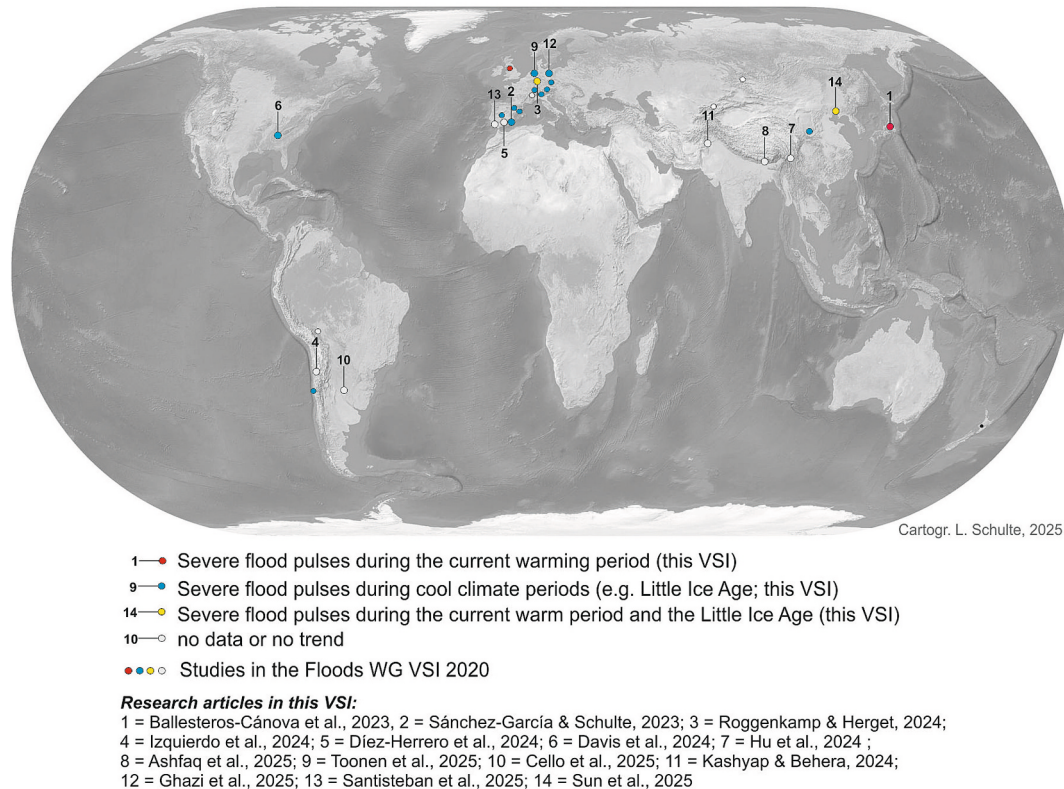 9
12
14
6
13
2
1
3
11
8
7
5
4
10
Cartogr. L. Schulte, 2025
1 Severe flood pulses during the current warming period (this VSI)
9 Severe flood pulses during cool climate periods (e.g. Little Ice Age; this VSI)
14 Severe flood pulses during the current warm period and the Little Ice Age (this VSI)
10 no data or no trend
Studies in the Floods WG VSI 2020
Research articles in this VSI:
1 = Ballesteros-Cánova et al., 2023, 2 = Sánchez-García & Schulte, 2023; 3 = Roggenkamp & Herget, 2024;
4 = Izquierdo et al., 2024; 5 = Díez-Herrero et al., 2024; 6 = Davis et al., 2024; 7 = Hu et al., 2024 ;
8 = Ashfaq et al., 2025; 9 = Toonen et al., 2025; 10 = Cello et al., 2025; 11 = Kashyap & Behera, 2024;
12 = Ghazi et al., 2025; 13 = Santisteban et al., 2025; 14 = Sun et al., 2025